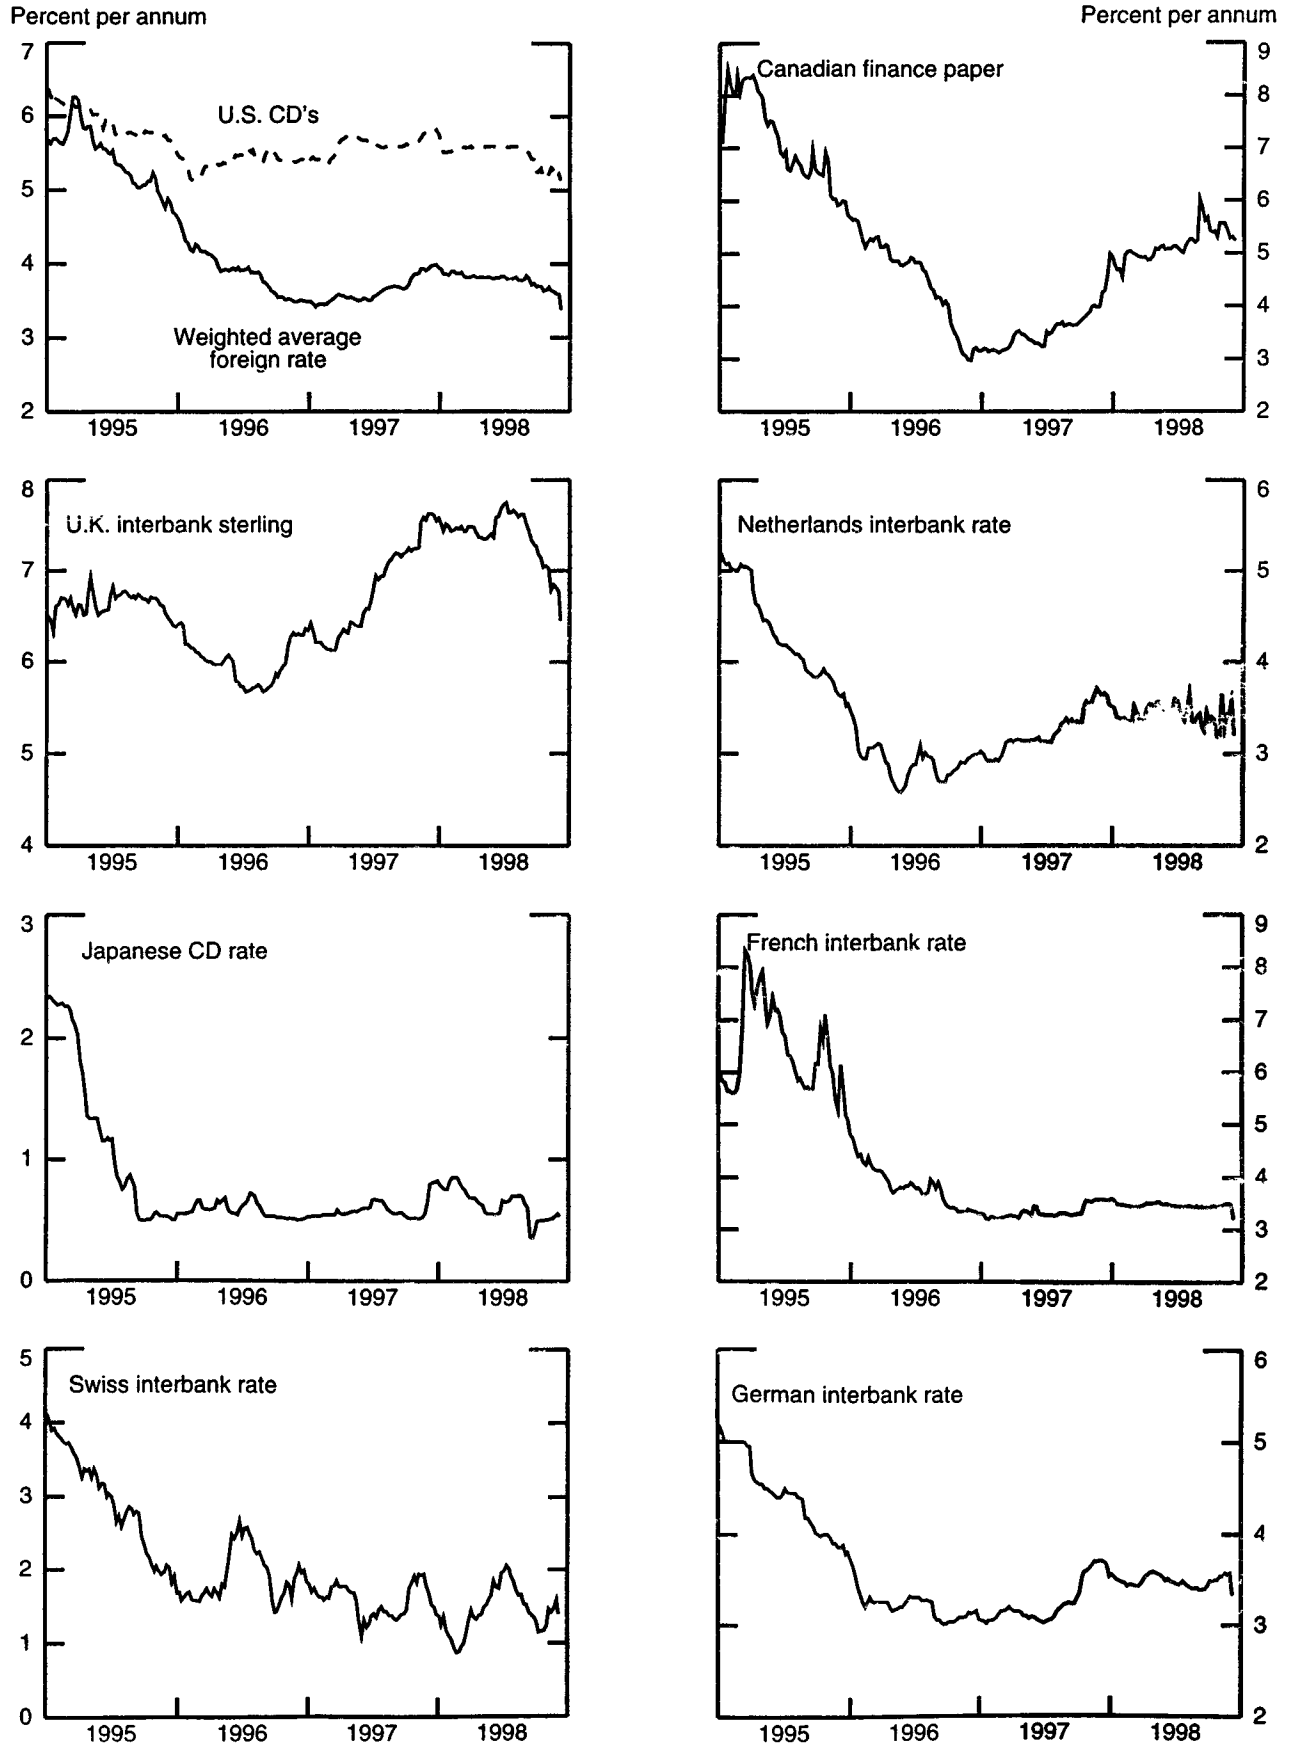 Percent per annum
7
6
5
4
3
2
U.S. CD's
Weighted average
foreign rate
1995 1996 1997 1998
Percent per annum
Canadian finance paper
9
8
7
6
5
4
3
2
1995 1996 1997 1998
8
7
6
5
4
U.K. interbank sterling
1995 1996 1997 1998
Netherlands interbank rate
6
5
4
3
2
1995 1996 1997 1998
3
2
1
0
Japanese CD rate
1995 1996 1997 1998
French interbank rate
9
8
7
6
5
4
3
2
1995 1996 1997 1998
5
4
3
2
1
0
Swiss interbank rate
1995 1996 1997 1998
German interbank rate
6
5
4
3
2
1995 1996 1997 1998